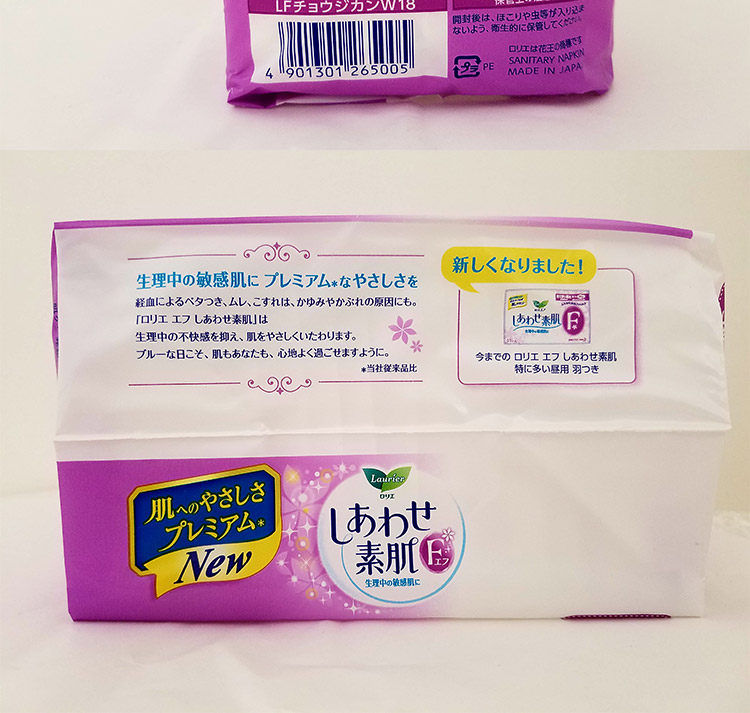 LFチョウジカンW18
4 901301 265005
開封後は、ほこりや虫等が入り込ま
ないよう、衛生的に保管してください。
プラ PE
ロリエは花王の商標です
SANITARY NAPKIN
MADE IN JAPAN
生理中の敏感肌に プレミアム*なやさしさを
経血によるベタつき、ムレ、こすれは、かゆみやかぶれの原因にも。
「ロリエ エフ しあわせ素肌」は
生理中の不快感を抑え、肌をやさしくいたわります。
ブルーな日こそ、肌もあなたも、心地よく過ごせますように。
*当社従来品比
新しくなりました!
ロリエ
しあわせ素肌
F
今までの ロリエ エフ しあわせ素肌
特に多い昼用 羽つき
肌へのやさしさ
プレミアム*
New
Laurier
ロリエ
しあわせ
素肌
F
エフ
生理中の敏感肌に